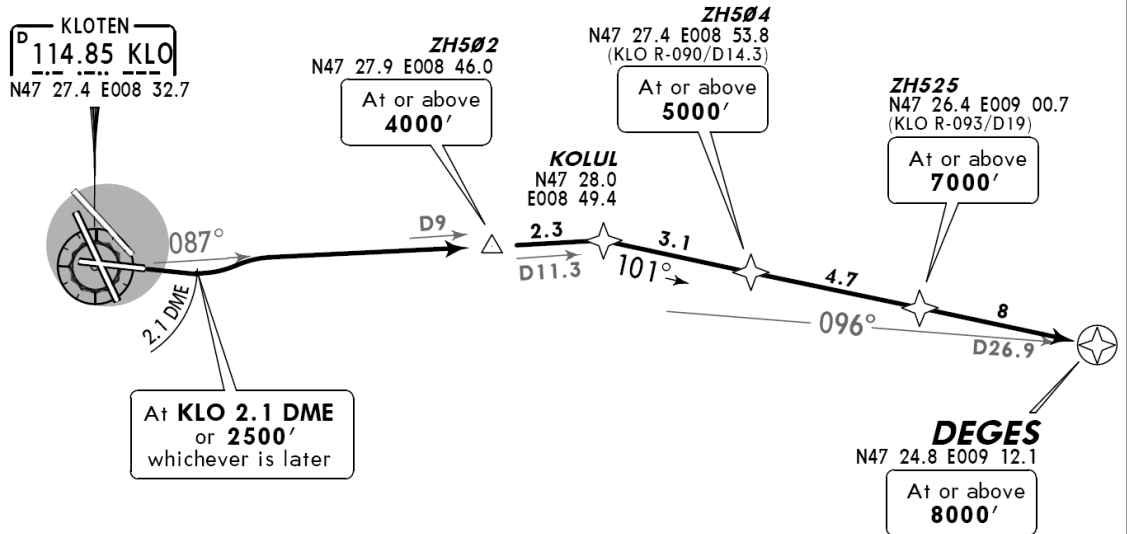 KLOTEN
D
114.85 KLO
N47 27.4 E008 32.7
ZH5Ø2
N47 27.9 E008 46.0
At or above
4000′
ZH5Ø4
N47 27.4 E008 53.8
(KLO R-090/D14.3)
At or above
5000′
ZH525
N47 26.4 E009 00.7
(KLO R-093/D19)
At or above
7000′
KOLUL
N47 28.0
E008 49.4
087°
D9
2.3
D11.3
3.1
101°
4.7
8
096°
D26.9
2.1 DME
At KLO 2.1 DME
or 2500′
whichever is later
DEGES
N47 24.8 E009 12.1
At or above
8000′